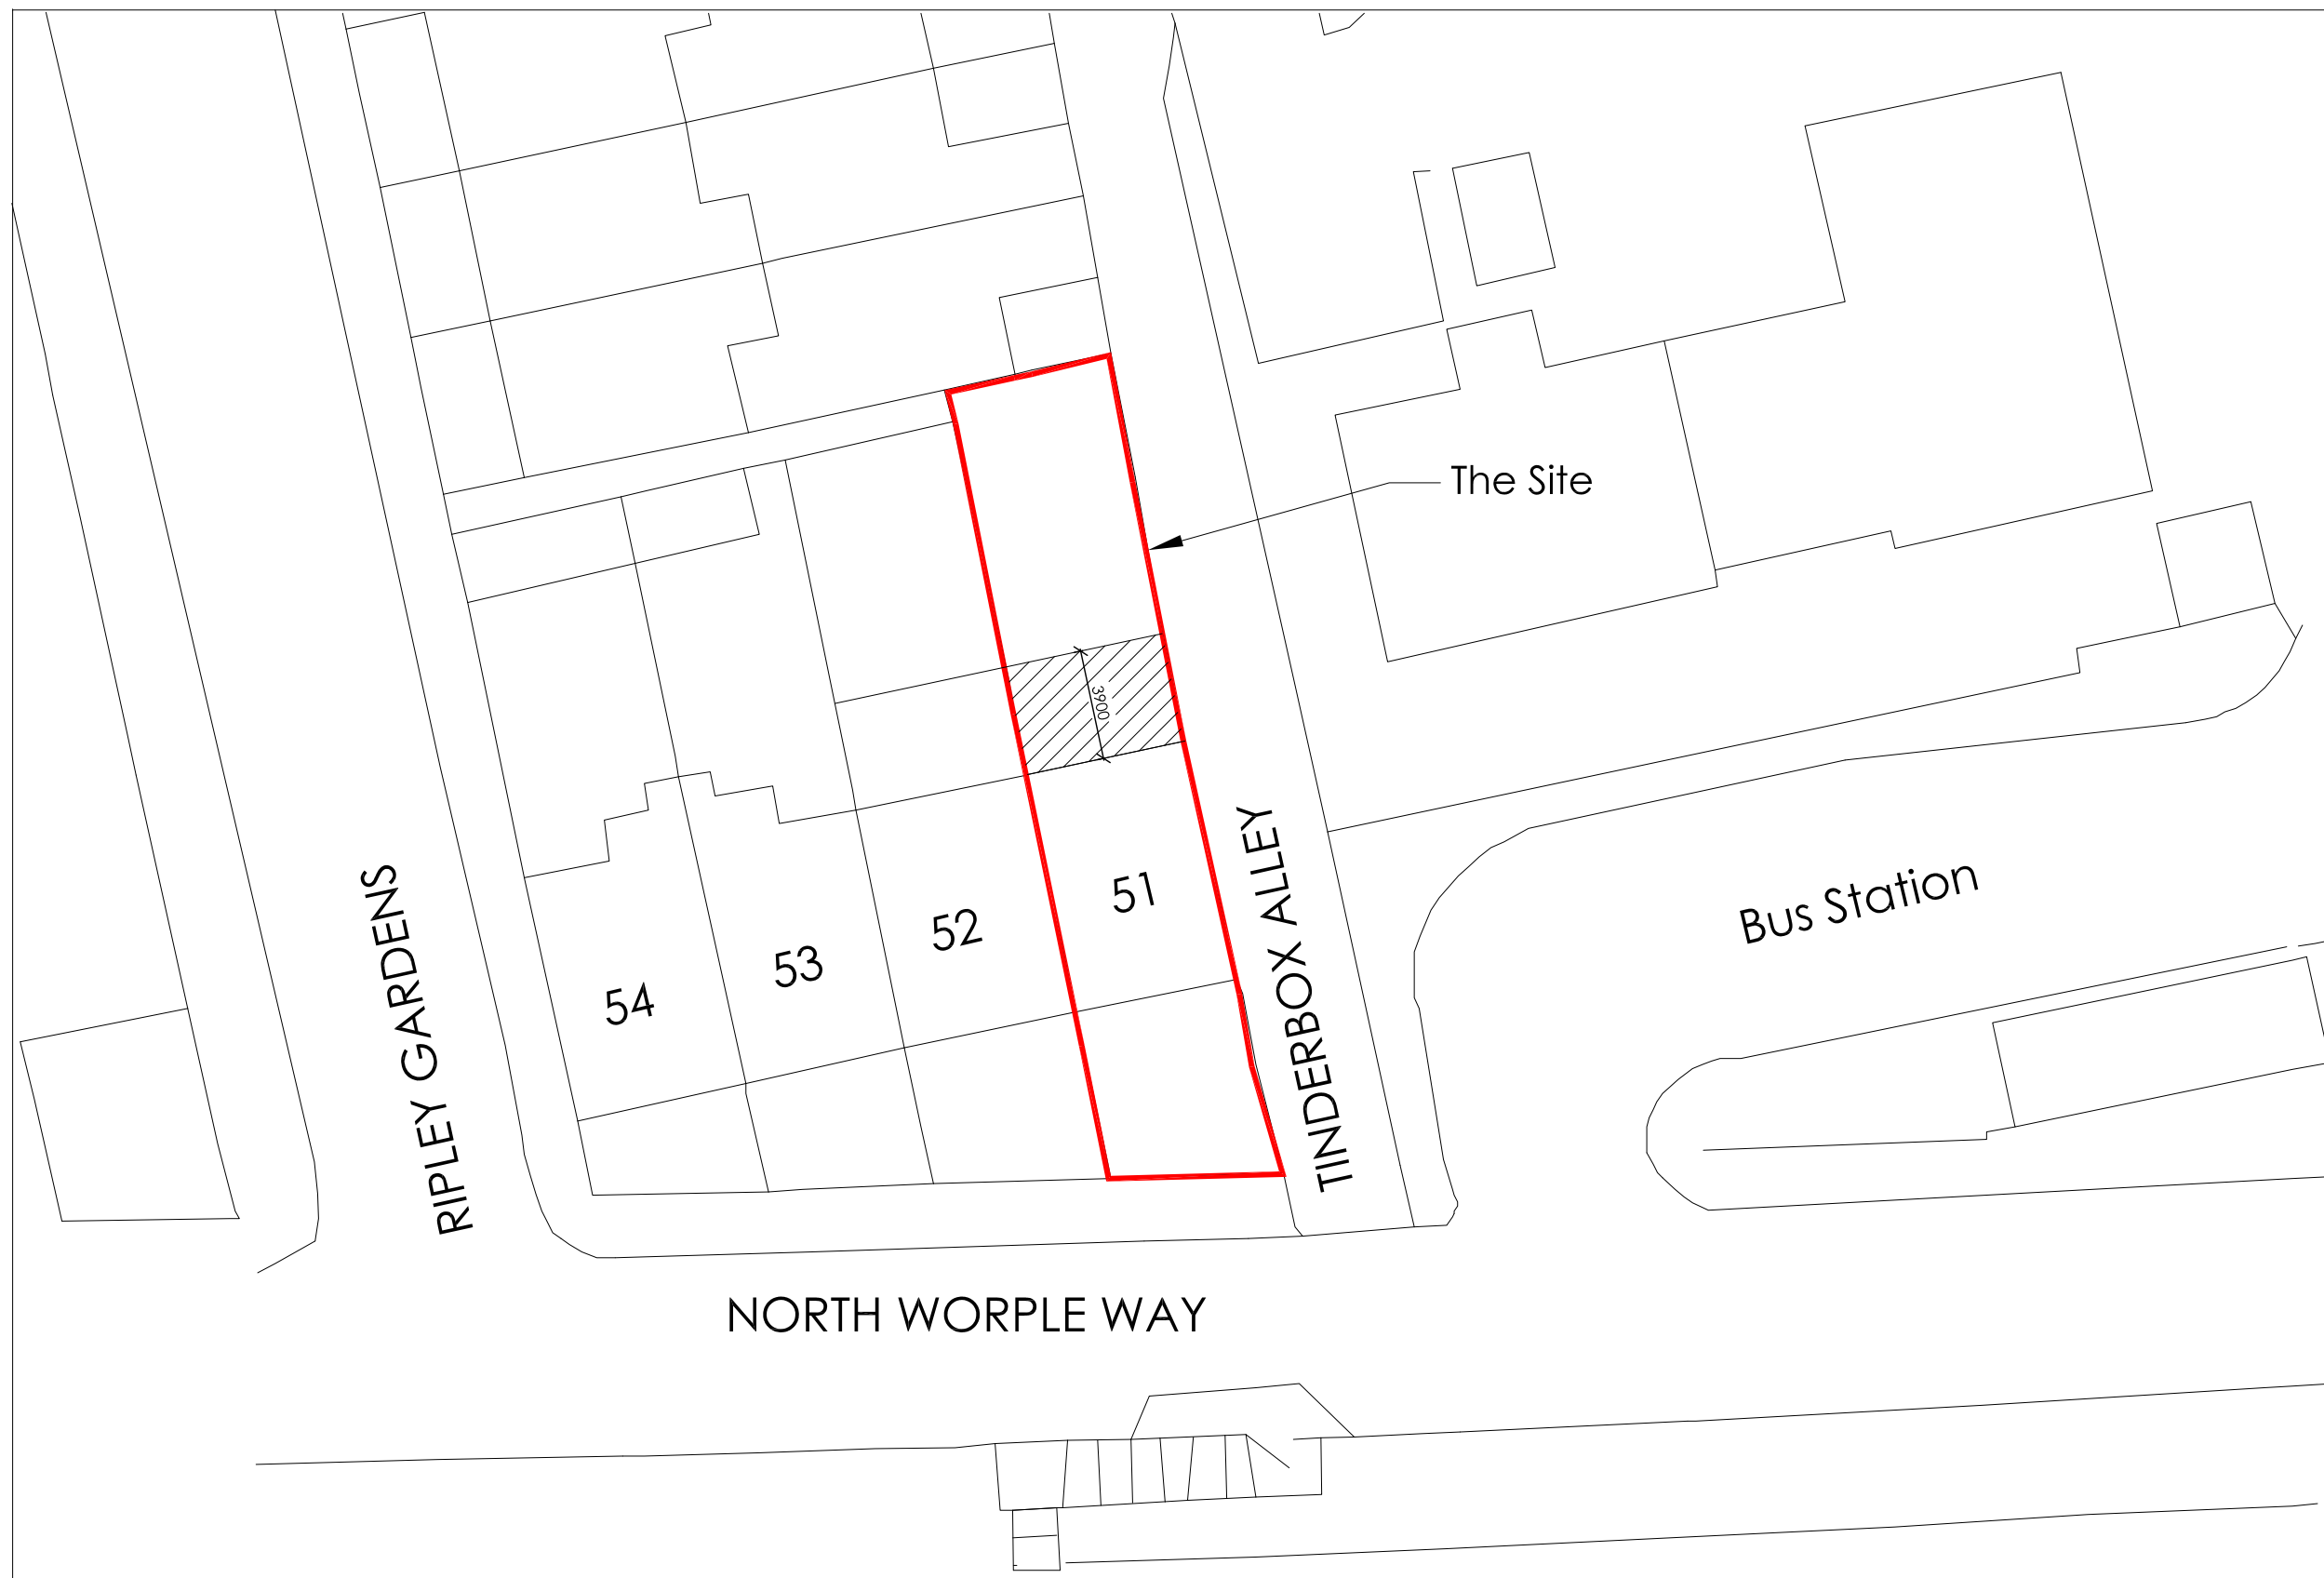 The Site
3900
51
52
53
54
RIPLEY GARDENS
TINDERBOX ALLEY
Bus Station
NORTH WORPLE WAY